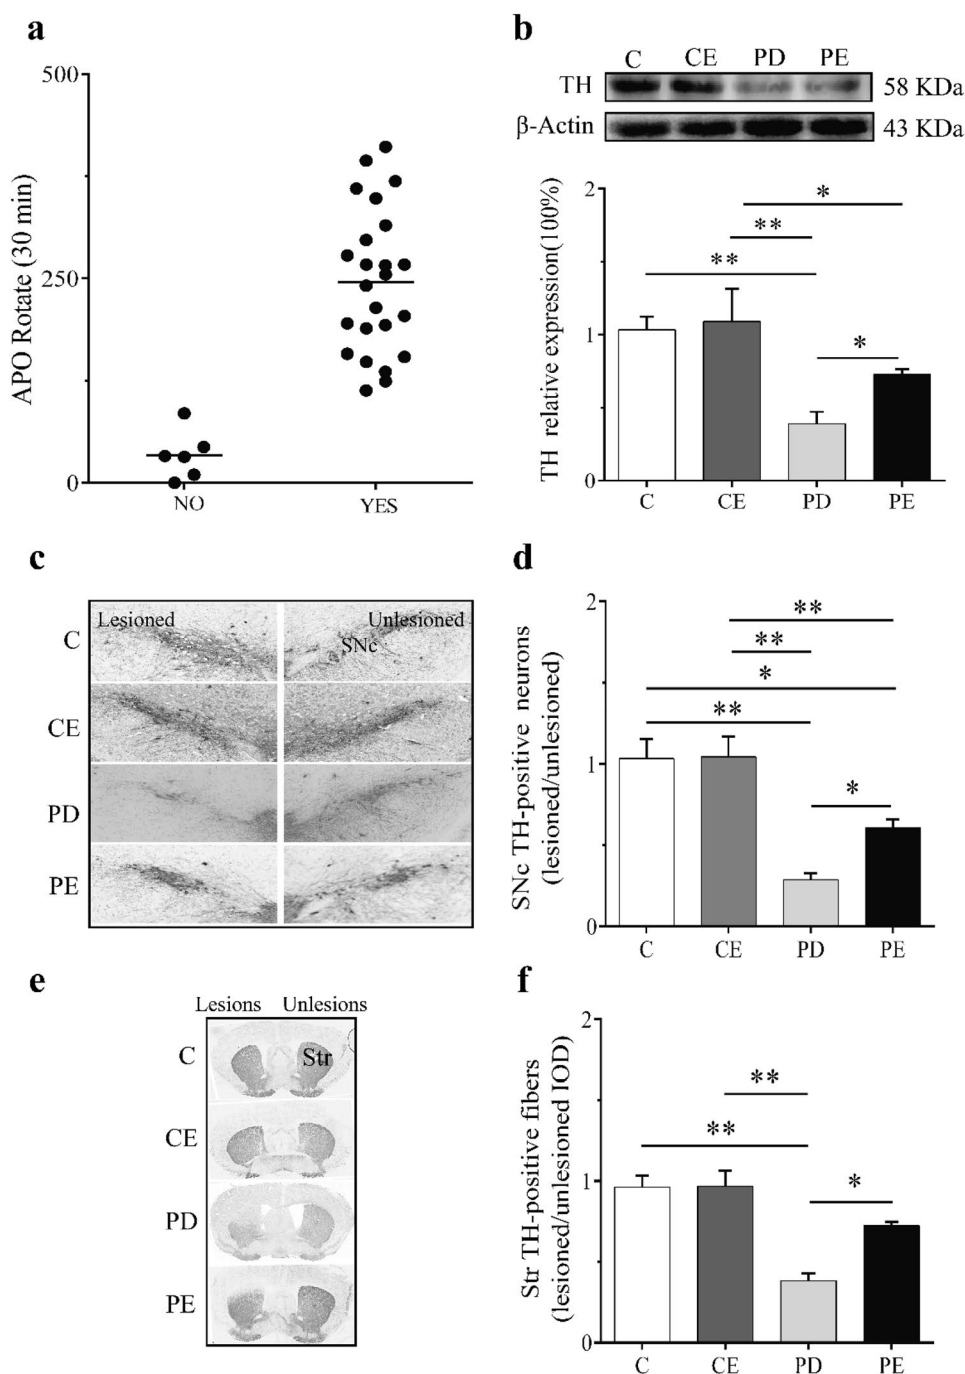 a
500
250
0
APO Rotate (30 min)
NO
YES
b
C CE PD PE
TH 58 KDa
β-Actin 43 KDa
2
1
0
TH relative expression(100%)
*
**
**
*
C CE PD PE
c
Lesioned Unlesioned
SNc
C
CE
PD
PE
d
2
1
0
SNc TH-positive neurons
(lesioned/unlesioned)
**
**
*
**
*
C CE PD PE
e
Lesions Unlesions
Str
C
CE
PD
PE
f
2
1
0
Str TH-positive fibers
(lesioned/unlesioned IOD)
**
**
*
C CE PD PE